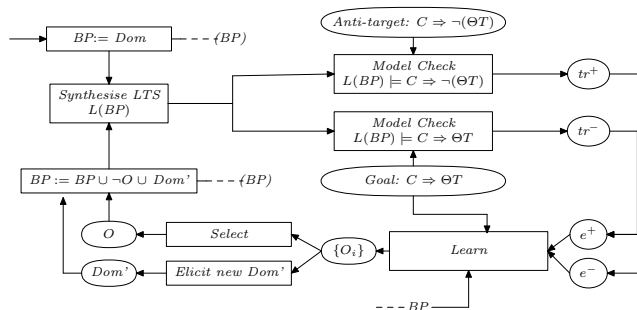 Anti-target: C ⇒ ¬(ΘT)
BP:= Dom
(BP)
Model Check
L(BP) ⊨ C ⇒ ¬(ΘT)
tr⁺
Synthesise LTS
L(BP)
Model Check
L(BP) ⊨ C ⇒ ΘT
tr⁻
BP := BP ∪ ¬O ∪ Dom'
(BP)
Goal: C ⇒ ΘT
O
Select
{Oᵢ}
Learn
e⁺
Dom'
Elicit new Dom'
e⁻
BP